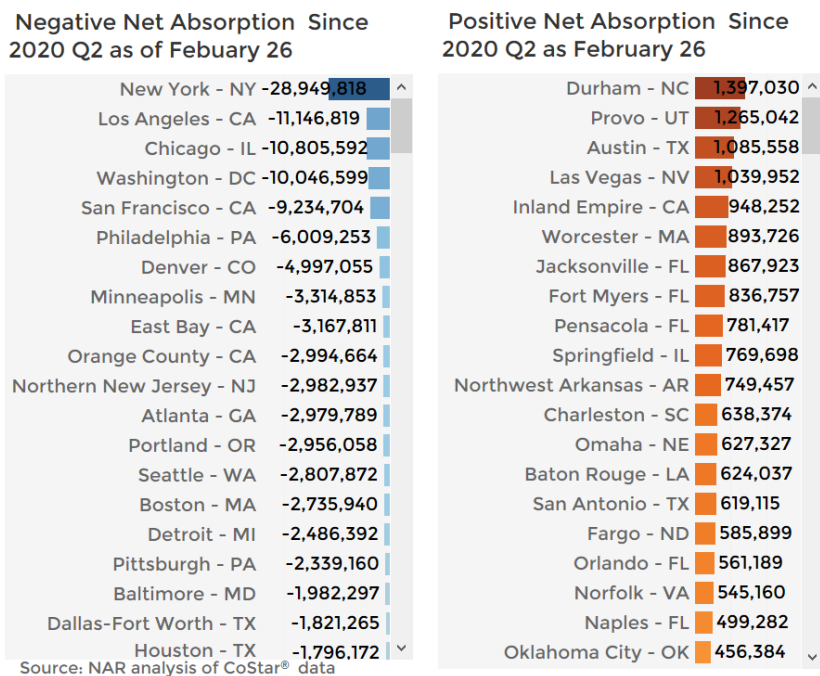 Negative Net Absorption Since
2020 Q2 as of Febuary 26
New York - NY -28,949,818
Los Angeles - CA -11,146,819
Chicago - IL -10,805,592
Washington - DC -10,046,599
San Francisco - CA -9,234,704
Philadelphia - PA -6,009,253
Denver - CO -4,997,055
Minneapolis - MN -3,314,853
East Bay - CA -3,167,811
Orange County - CA -2,994,664
Northern New Jersey - NJ -2,982,937
Atlanta - GA -2,979,789
Portland - OR -2,956,058
Seattle - WA -2,807,872
Boston - MA -2,735,940
Detroit - MI -2,486,392
Pittsburgh - PA -2,339,160
Baltimore - MD -1,982,297
Dallas-Fort Worth - TX -1,821,265
Houston - TX -1,796,172
Source: NAR analysis of CoStar® data
Positive Net Absorption Since
2020 Q2 as February 26
Durham - NC 1,397,030
Provo - UT 1,265,042
Austin - TX 1,085,558
Las Vegas - NV 1,039,952
Inland Empire - CA 948,252
Worcester - MA 893,726
Jacksonville - FL 867,923
Fort Myers - FL 836,757
Pensacola - FL 781,417
Springfield - IL 769,698
Northwest Arkansas - AR 749,457
Charleston - SC 638,374
Omaha - NE 627,327
Baton Rouge - LA 624,037
San Antonio - TX 619,115
Fargo - ND 585,899
Orlando - FL 561,189
Norfolk - VA 545,160
Naples - FL 499,282
Oklahoma City - OK 456,384